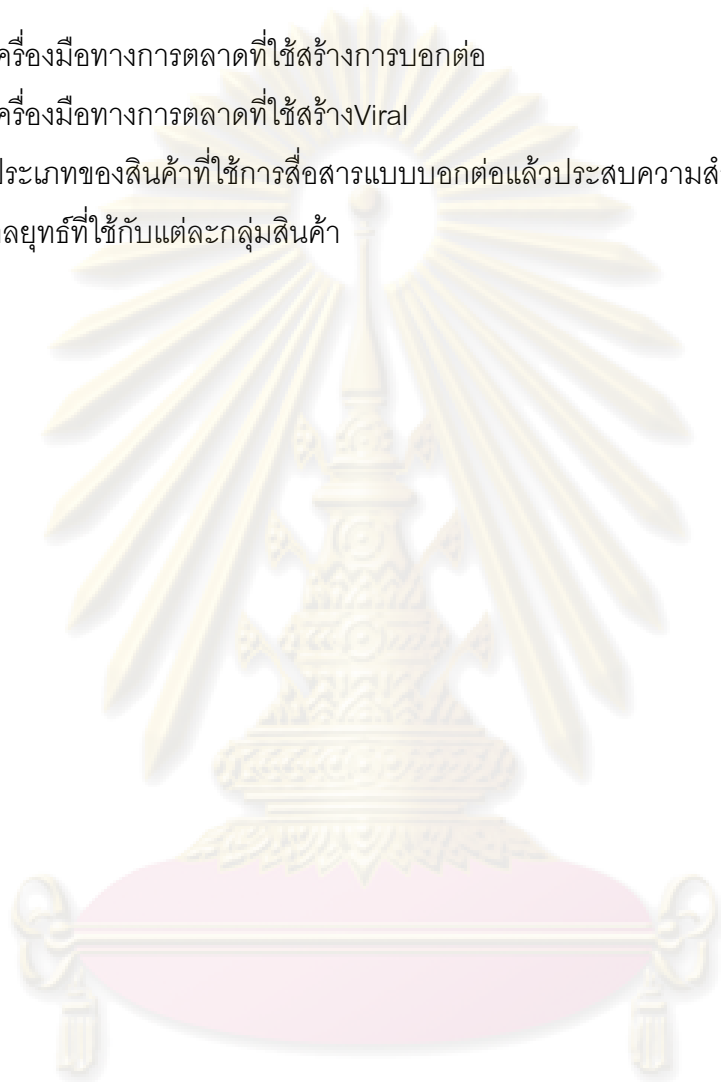 ครื่องมือทางการตลาดที่ใช้สร้างการบอกต่อ
ครื่องมือทางการตลาดที่ใช้สร้างViral
ประเภทของสินค้าที่ใช้การสื่อสารแบบบอกต่อแล้วประสบความสำ
ลยุทธ์ที่ใช้กับแต่ละกลุ่มสินค้า